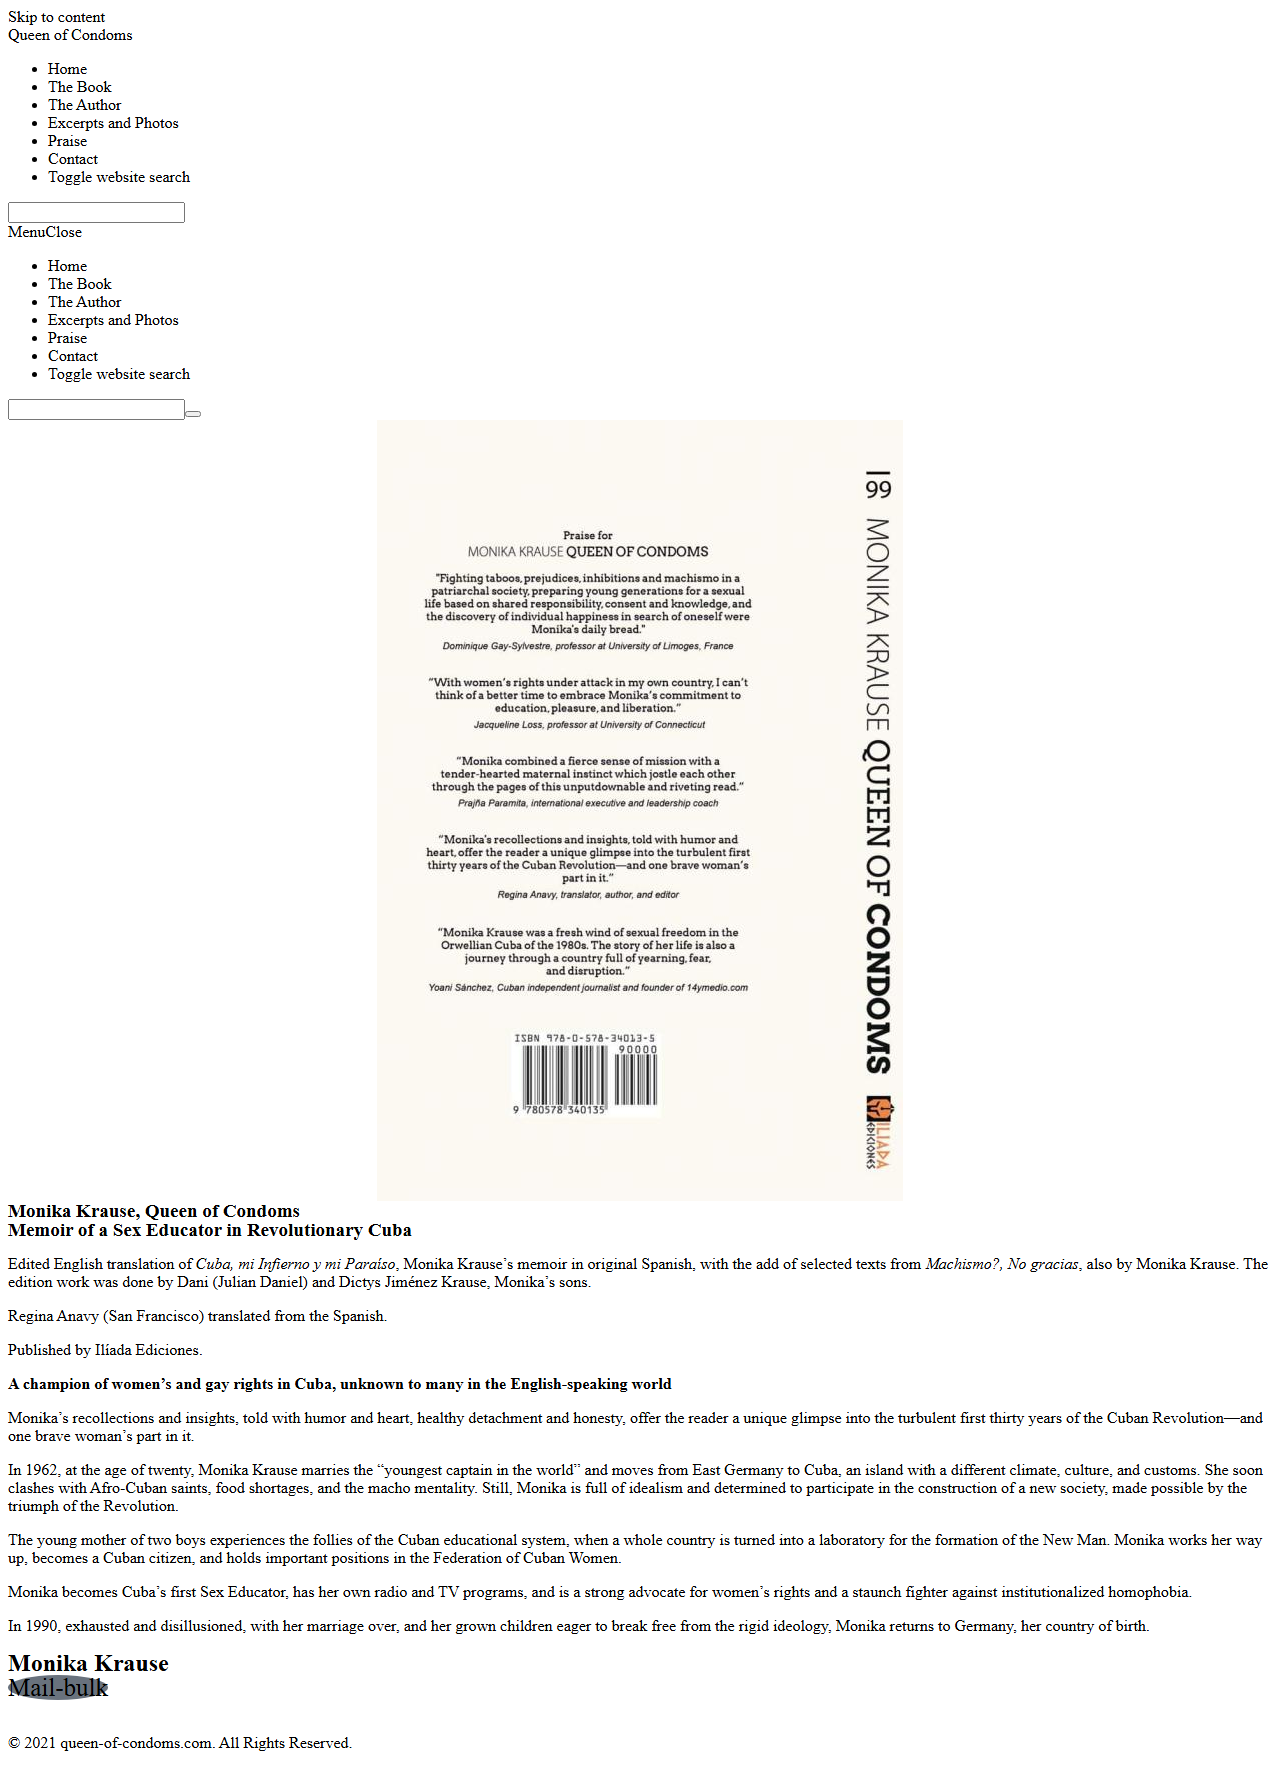 Skip to content
Queen of Condoms
Home
The Book
The Author
Excerpts and Photos
Praise
Contact
Toggle website search
MenuClose
Home
The Book
The Author
Excerpts and Photos
Praise
Contact
Toggle website search
Praise for
MONIKA KRAUSE QUEEN OF CONDOMS
"Fighting taboos, prejudices, inhibitions and machismo in a
patriarchal society, preparing young generations for a sexual
life based on shared responsibility, consent and knowledge, and
the discovery of individual happiness in search of oneself were
Monika's daily bread."
Dominique Gay-Sylvestre, professor at University of Limoges, France
“With women’s rights under attack in my own country, I can’t
think of a better time to embrace Monika’s commitment to
education, pleasure, and liberation.”
Jacqueline Loss, professor at University of Connecticut
“Monika combined a fierce sense of mission with a
tender-hearted maternal instinct which jostle each other
through the pages of this unputdownable and riveting read.”
Prajña Paramita, international executive and leadership coach
“Monika’s recollections and insights, told with humor and
heart, offer the reader a unique glimpse into the turbulent first
thirty years of the Cuban Revolution—and one brave woman’s
part in it.”
Regina Anavy, translator, author, and editor
“Monika Krause was a fresh wind of sexual freedom in the
Orwellian Cuba of the 1980s. The story of her life is also a
journey through a country full of yearning, fear,
and disruption.”
Yoani Sánchez, Cuban independent journalist and founder of 14ymedio.com
ISBN 978-0-578-34013-5
90000
9 780578 340135
99 MONIKA KRAUSE QUEEN OF CONDOMS
ILIADA
EDICIONES
Monika Krause, Queen of Condoms
Memoir of a Sex Educator in Revolutionary Cuba
Edited English translation of Cuba, mi Infierno y mi Paraíso, Monika Krause’s memoir in original Spanish, with the add of selected texts from Machismo?, No gracias, also by Monika Krause. The
edition work was done by Dani (Julian Daniel) and Dictys Jiménez Krause, Monika’s sons.
Regina Anavy (San Francisco) translated from the Spanish.
Published by Ilíada Ediciones.
A champion of women’s and gay rights in Cuba, unknown to many in the English-speaking world
Monika’s recollections and insights, told with humor and heart, healthy detachment and honesty, offer the reader a unique glimpse into the turbulent first thirty years of the Cuban Revolution—and
one brave woman’s part in it.
In 1962, at the age of twenty, Monika Krause marries the “youngest captain in the world” and moves from East Germany to Cuba, an island with a different climate, culture, and customs. She soon
clashes with Afro-Cuban saints, food shortages, and the macho mentality. Still, Monika is full of idealism and determined to participate in the construction of a new society, made possible by the
triumph of the Revolution.
The young mother of two boys experiences the follies of the Cuban educational system, when a whole country is turned into a laboratory for the formation of the New Man. Monika works her way
up, becomes a Cuban citizen, and holds important positions in the Federation of Cuban Women.
Monika becomes Cuba’s first Sex Educator, has her own radio and TV programs, and is a strong advocate for women’s rights and a staunch fighter against institutionalized homophobia.
In 1990, exhausted and disillusioned, with her marriage over, and her grown children eager to break free from the rigid ideology, Monika returns to Germany, her country of birth.
Monika Krause
Mail-bulk
© 2021 queen-of-condoms.com. All Rights Reserved.